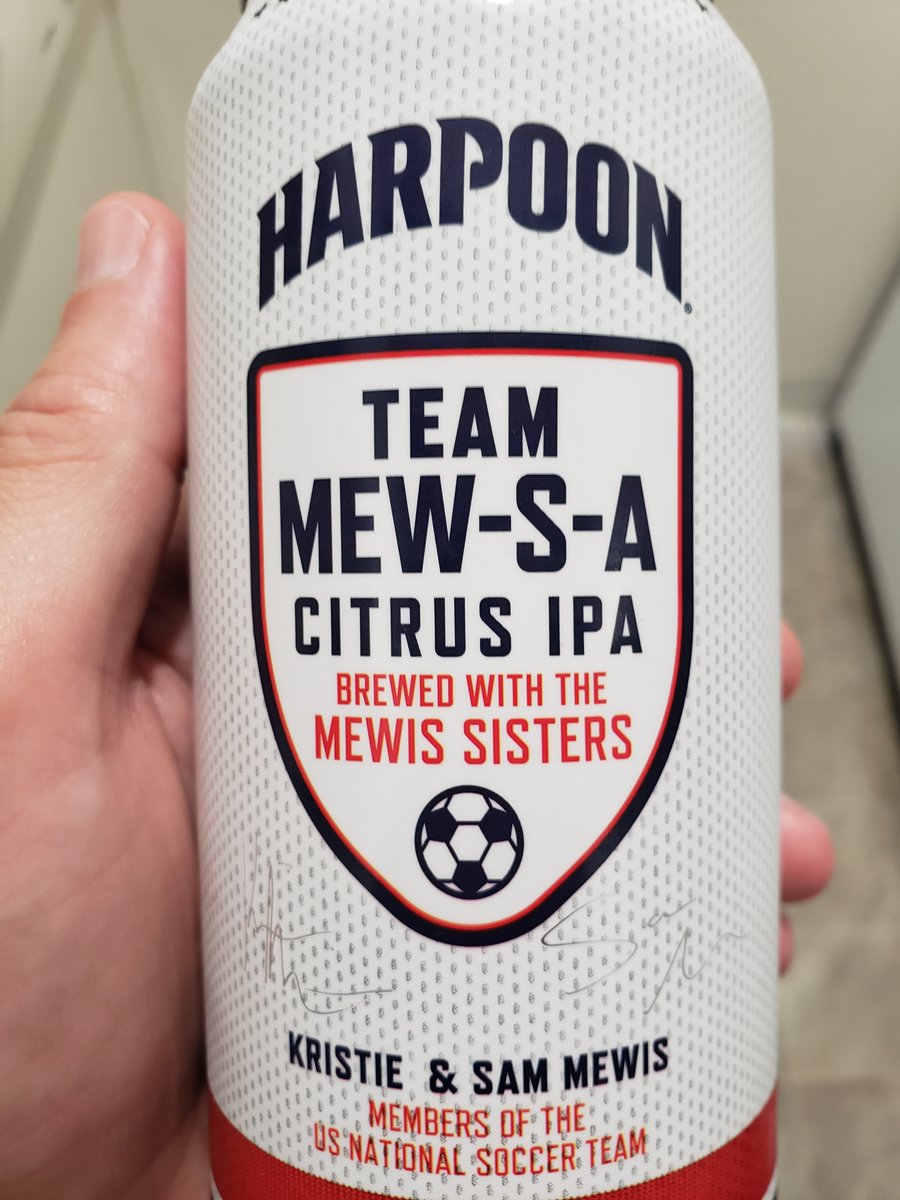 HARPOON
TEAM
MEW-S-A
CITRUS IPA
BREWED WITH THE
MEWIS SISTERS
KRISTIE & SAM MEWIS
MEMBERS OF THE
US NATIONAL SOCCER TEAM